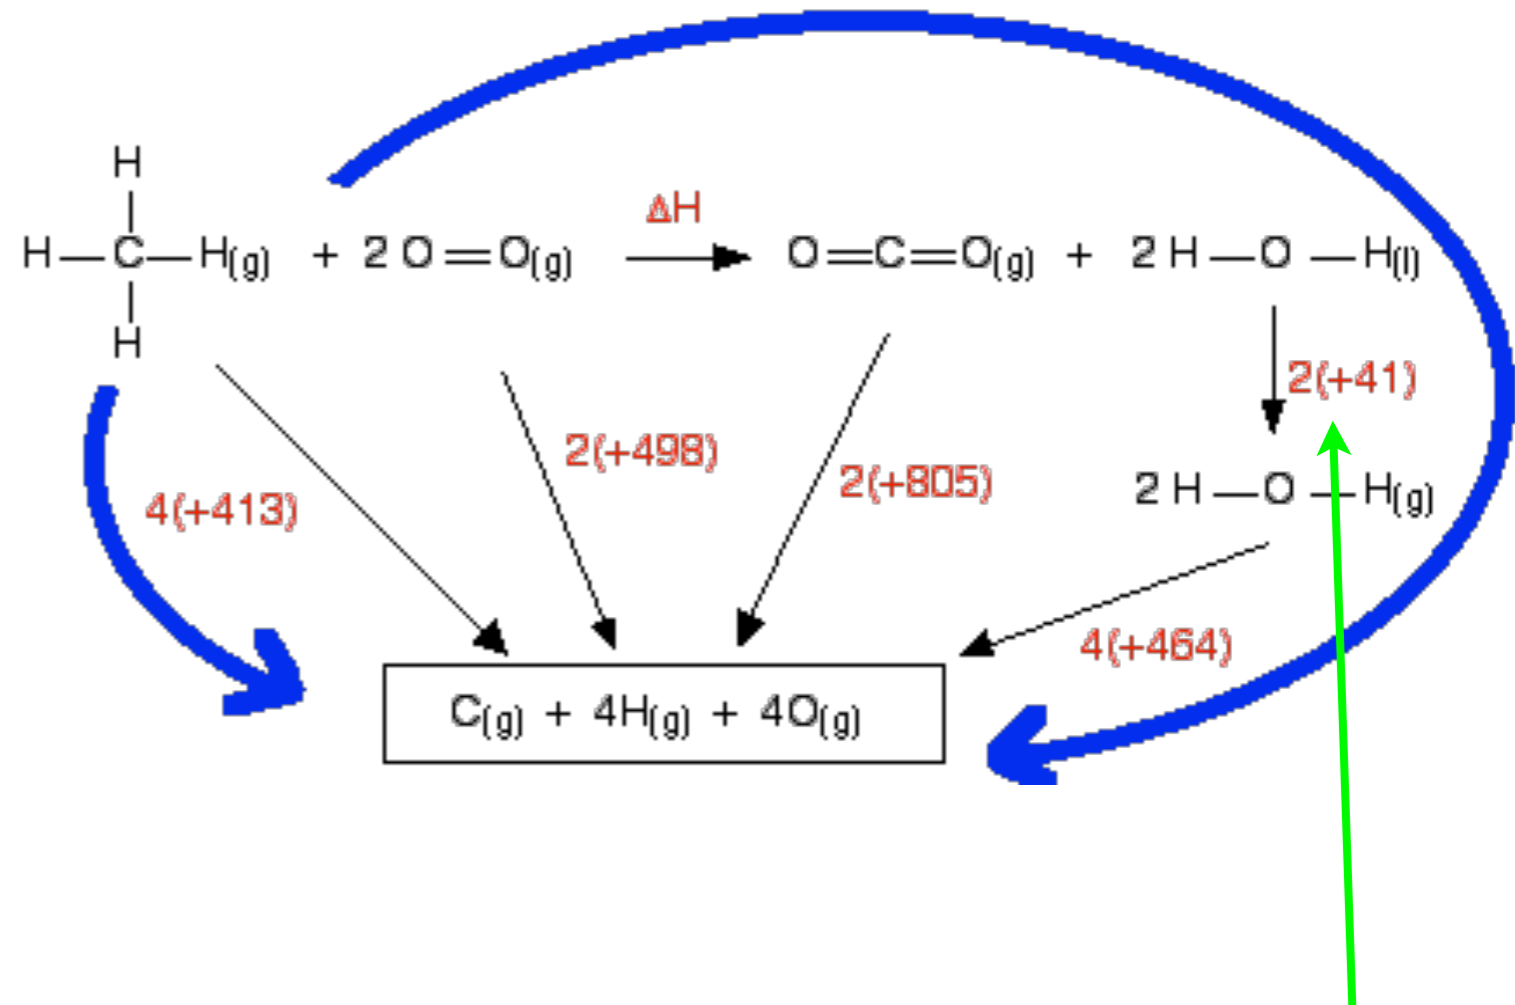 H
ΔH
H—C—H(g) + 2 O=O(g) → O=C=O(g) + 2 H—O—H(l)
H
2(+41)
2(+498)
2(+805)
2 H—O—H(g)
4(+413)
4(+464)
C(g) + 4H(g) + 4O(g)